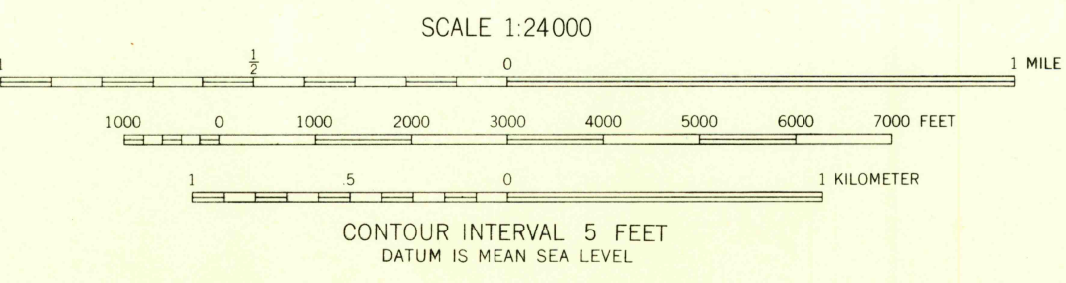 SCALE 1:24000
1 1/2 0 1 MILE
1000 0 1000 2000 3000 4000 5000 6000 7000 FEET
1 .5 0 1 KILOMETER
CONTOUR INTERVAL 5 FEET
DATUM IS MEAN SEA LEVEL